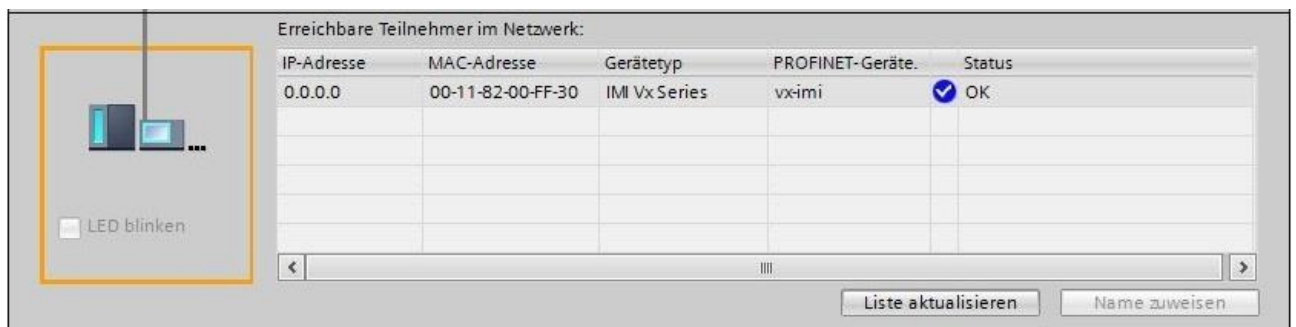 Erreichbare Teilnehmer im Netzwerk:
IP-Adresse MAC-Adresse Gerätetyp PROFINET-Geräte. Status
0.0.0.0 00-11-82-00-FF-30 IMI Vx Series vx-imi OK
LED blinken
Liste aktualisieren Name zuweisen